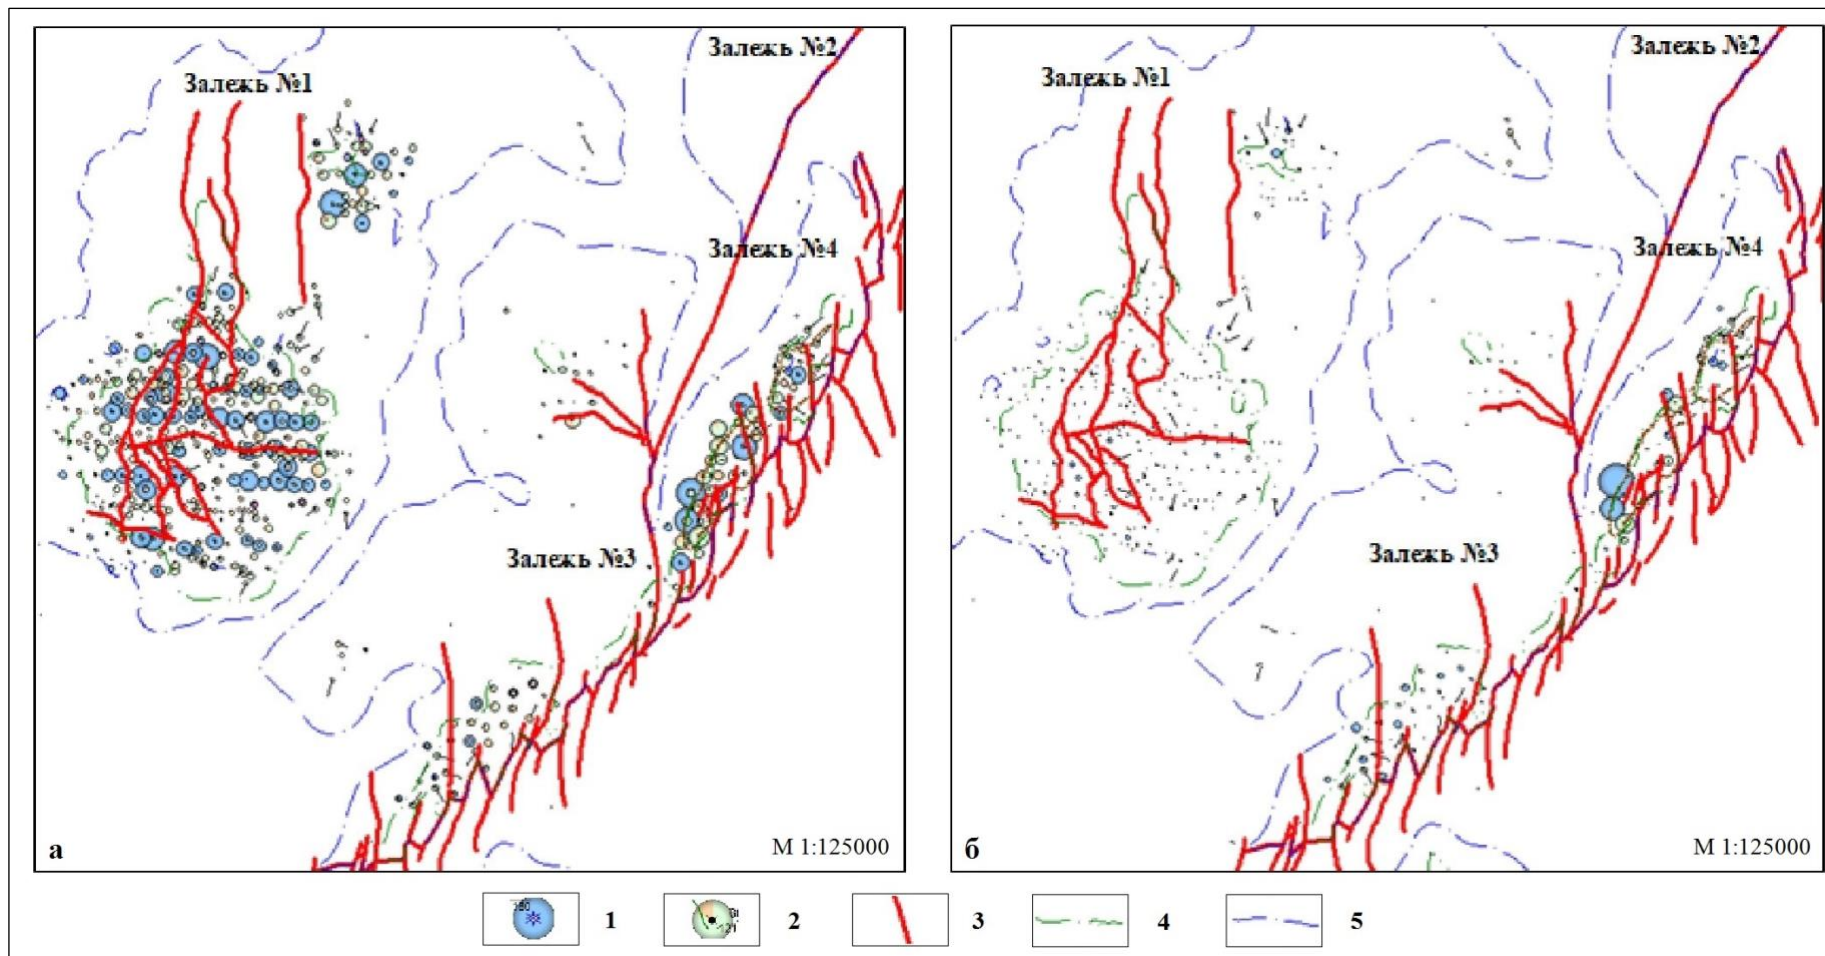 Залежь №1
Залежь №2
Залежь №4
Залежь №3
а
М 1:125000
Залежь №1
Залежь №2
Залежь №4
Залежь №3
б
М 1:125000
1
2
3
4
5